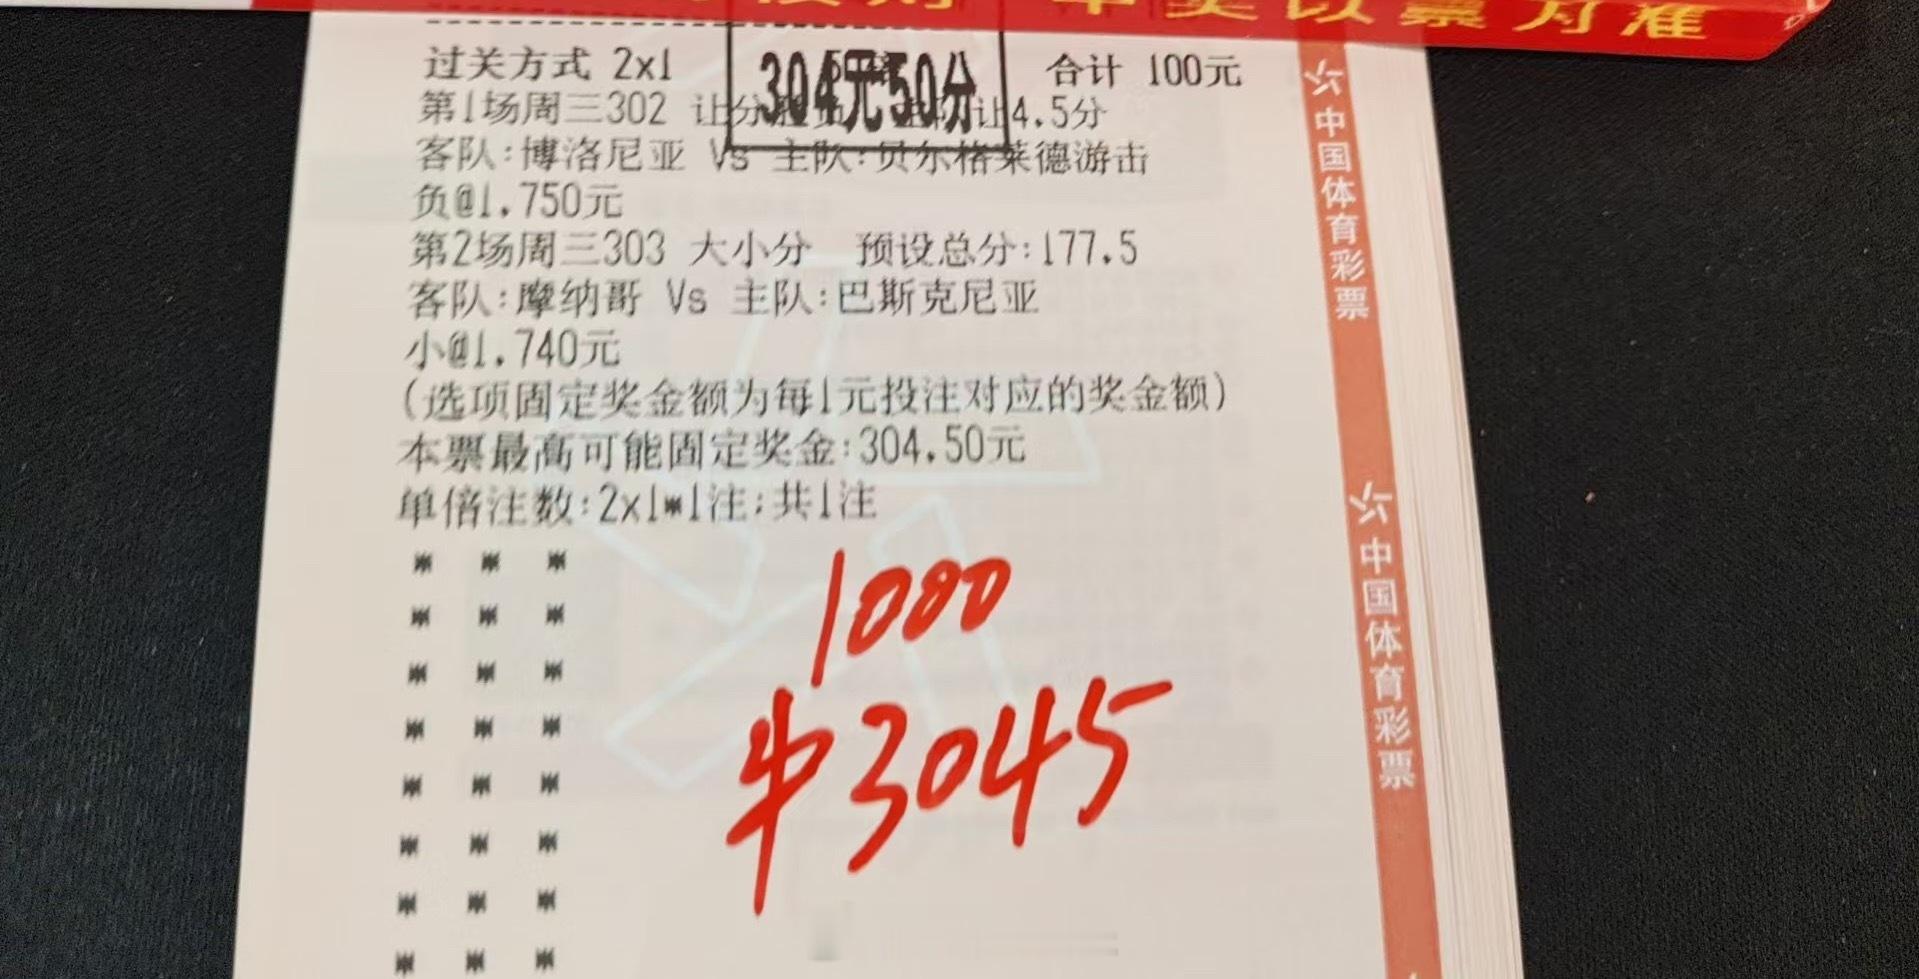 单奖以票为准
304元50分
过关方式 2x1 合计 100元
第1场周三302 让分 让4.5分
客队:博洛尼亚 Vs 主队:贝尔格莱德游击
负@1.750元
第2场周三303 大小分 预设总分:177.5
客队:摩纳哥 Vs 主队:巴斯克尼亚
小@1.740元
(选项固定奖金额为每1元投注对应的奖金额)
本票最高可能固定奖金:304.50元
单倍注数:2x1*1注;共1注
* * *
* * *
* * *
* * *
* * *
* * *
* * *
* * *
1000
中3045
中国体育彩票
中国体育彩票